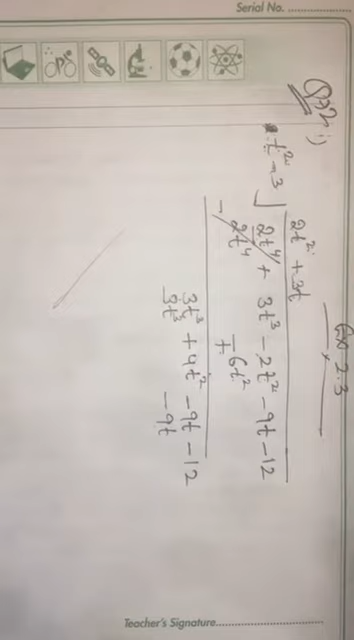 Serial No. ..................
Ex 2.3
Q2 i)
2t² + 3t
t² - 3 2t⁴ + 3t³ - 2t² - 9t - 12
- 2t⁴ - 6t²
+
3t³ + 4t² - 9t - 12
3t³ - 9t
Teacher's Signature..............................